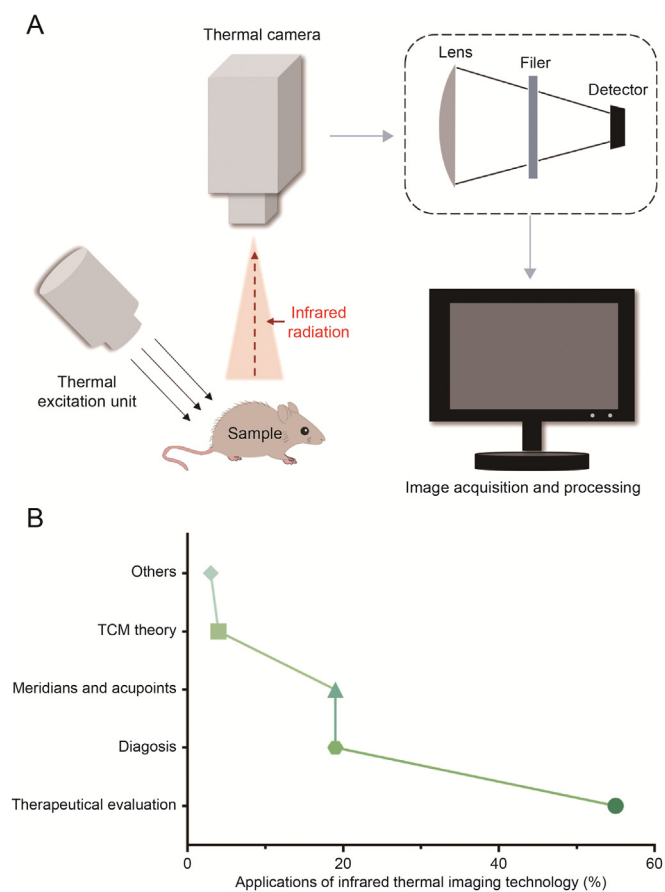 A
Thermal camera
Lens
Filer
Detector
Infrared
radiation
Thermal
excitation unit
Sample
Image acquisition and processing
B
Others
TCM theory
Meridians and acupoints
Diagosis
Therapeutical evaluation
0 20 40 60
Applications of infrared thermal imaging technology (%)